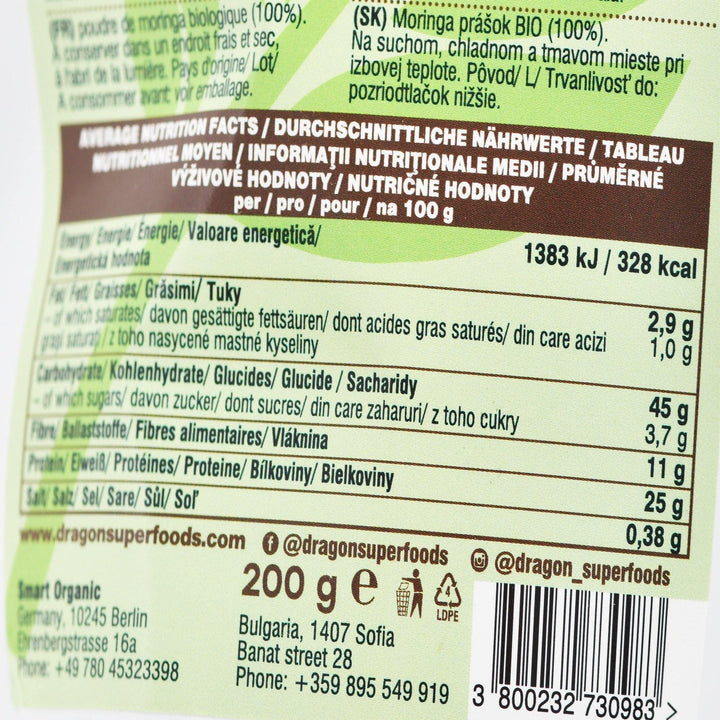 (FR) poudre de moringa biologique (100%).
À conserver dans un endroit frais et sec,
à l'abri de la lumière. Pays d'origine/ Lot/
À consommer avant: voir emballage.
(SK) Moringa prášok BIO (100%).
Na suchom, chladnom a tmavom mieste pri
izbovej teplote. Pôvod/ L/ Trvanlivosť do:
pozriodtlačok nižšie.
AVERAGE NUTRITION FACTS / DURCHSCHNITTLICHE NÄHRWERTE / TABLEAU
NUTRITIONNEL MOYEN / INFORMAȚII NUTRIȚIONALE MEDII / PRŮMĚRNÉ
VÝŽIVOVÉ HODNOTY / NUTRIČNÉ HODNOTY
per / pro / pour / na 100 g
Energy/ Energie/ Énergie/ Valoare energetică/
Energetická hodnota
1383 kJ / 328 kcal
Fat/ Fett/ Graisses/ Grăsimi/ Tuky
2,9 g
- of which saturates/ davon gesättigte fettsäuren/ dont acides gras saturés/ din care acizi
grași saturați/ z toho nasycené mastné kyseliny
1,0 g
Carbohydrate/ Kohlenhydrate/ Glucides/ Glucide / Sacharidy
45 g
- of which sugars/ davon zucker/ dont sucres/ din care zaharuri/ z toho cukry
3,7 g
Fibre/ Ballaststoffe/ Fibres alimentaires/ Vláknina
11 g
Protein/ Eiweiß/ Protéines/ Proteine/ Bílkoviny/ Bielkoviny
25 g
Salt/ Salz/ Sel/ Sare/ Sůl/ Soľ
0,38 g
www.dragonsuperfoods.com @dragonsuperfoods @dragon_superfoods
200 g e
4
LDPE
Smart Organic
Germany, 10245 Berlin
Ehrenbergstrasse 16a
Phone: +49 780 45323398
Bulgaria, 1407 Sofia
Banat street 28
Phone: +359 895 549 919
3 800232 730983 >